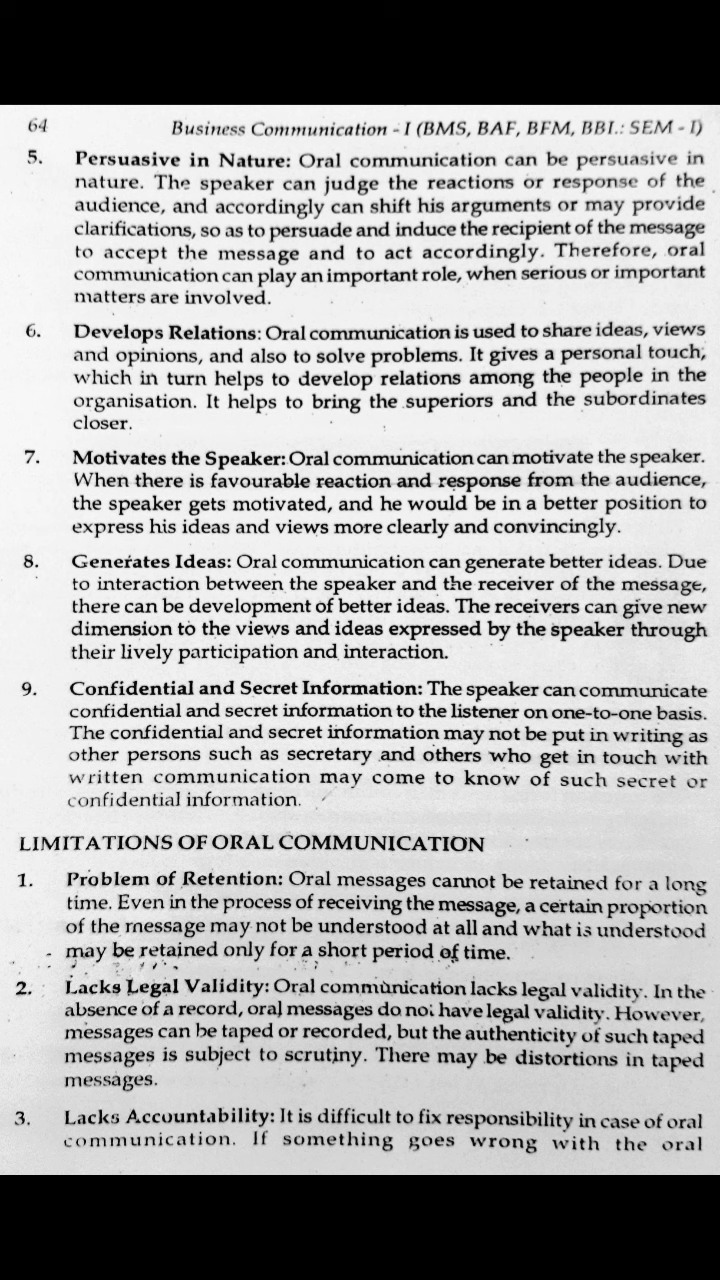 64
Business Communication - I (BMS, BAF, BFM, BBI.: SEM - I)
5. Persuasive in Nature: Oral communication can be persuasive in
nature. The speaker can judge the reactions or response of the
audience, and accordingly can shift his arguments or may provide
clarifications, so as to persuade and induce the recipient of the message
to accept the message and to act accordingly. Therefore, oral
communication can play an important role, when serious or important
matters are involved.
6. Develops Relations: Oral communication is used to share ideas, views
and opinions, and also to solve problems. It gives a personal touch,
which in turn helps to develop relations among the people in the
organisation. It helps to bring the superiors and the subordinates
closer.
7. Motivates the Speaker: Oral communication can motivate the speaker.
When there is favourable reaction and response from the audience,
the speaker gets motivated, and he would be in a better position to
express his ideas and views more clearly and convincingly.
8. Generates Ideas: Oral communication can generate better ideas. Due
to interaction between the speaker and the receiver of the message,
there can be development of better ideas. The receivers can give new
dimension to the views and ideas expressed by the speaker through
their lively participation and interaction.
9. Confidential and Secret Information: The speaker can communicate
confidential and secret information to the listener on one-to-one basis.
The confidential and secret information may not be put in writing as
other persons such as secretary and others who get in touch with
written communication may come to know of such secret or
confidential information.
LIMITATIONS OF ORAL COMMUNICATION
1. Problem of Retention: Oral messages cannot be retained for a long
time. Even in the process of receiving the message, a certain proportion
of the message may not be understood at all and what is understood
may be retained only for a short period of time.
2. Lacks Legal Validity: Oral communication lacks legal validity. In the
absence of a record, oral messages do not have legal validity. However,
messages can be taped or recorded, but the authenticity of such taped
messages is subject to scrutiny. There may be distortions in taped
messages.
3. Lacks Accountability: It is difficult to fix responsibility in case of oral
communication. If something goes wrong with the oral